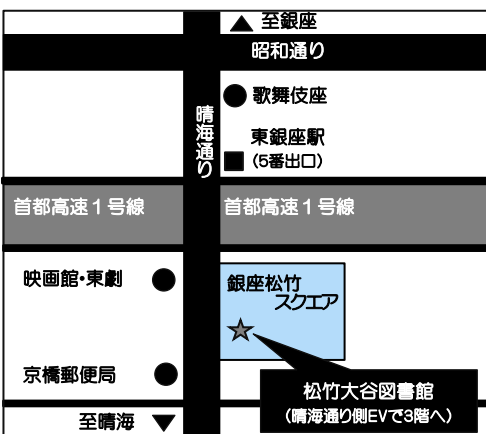 ▲ 至銀座
昭和通り
● 歌舞伎座
晴海通り
東銀座駅
■ (5番出口)
首都高速1号線
首都高速1号線
映画館・東劇 ●
銀座松竹
スクエア
☆
京橋郵便局 ●
松竹大谷図書館
(晴海通り側EVで3階へ)
至晴海 ▼